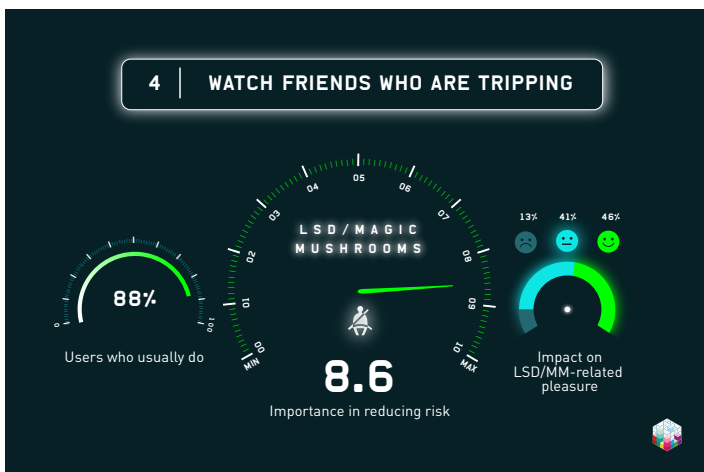 4 | WATCH FRIENDS WHO ARE TRIPPING
LSD/MAGIC
MUSHROOMS
00
01
02
03
04
05
06
07
08
09
10
MIN
MAX
8.6
Importance in reducing risk
0
100
88%
Users who usually do
13% 41% 46%
Impact on
LSD/MM-related
pleasure